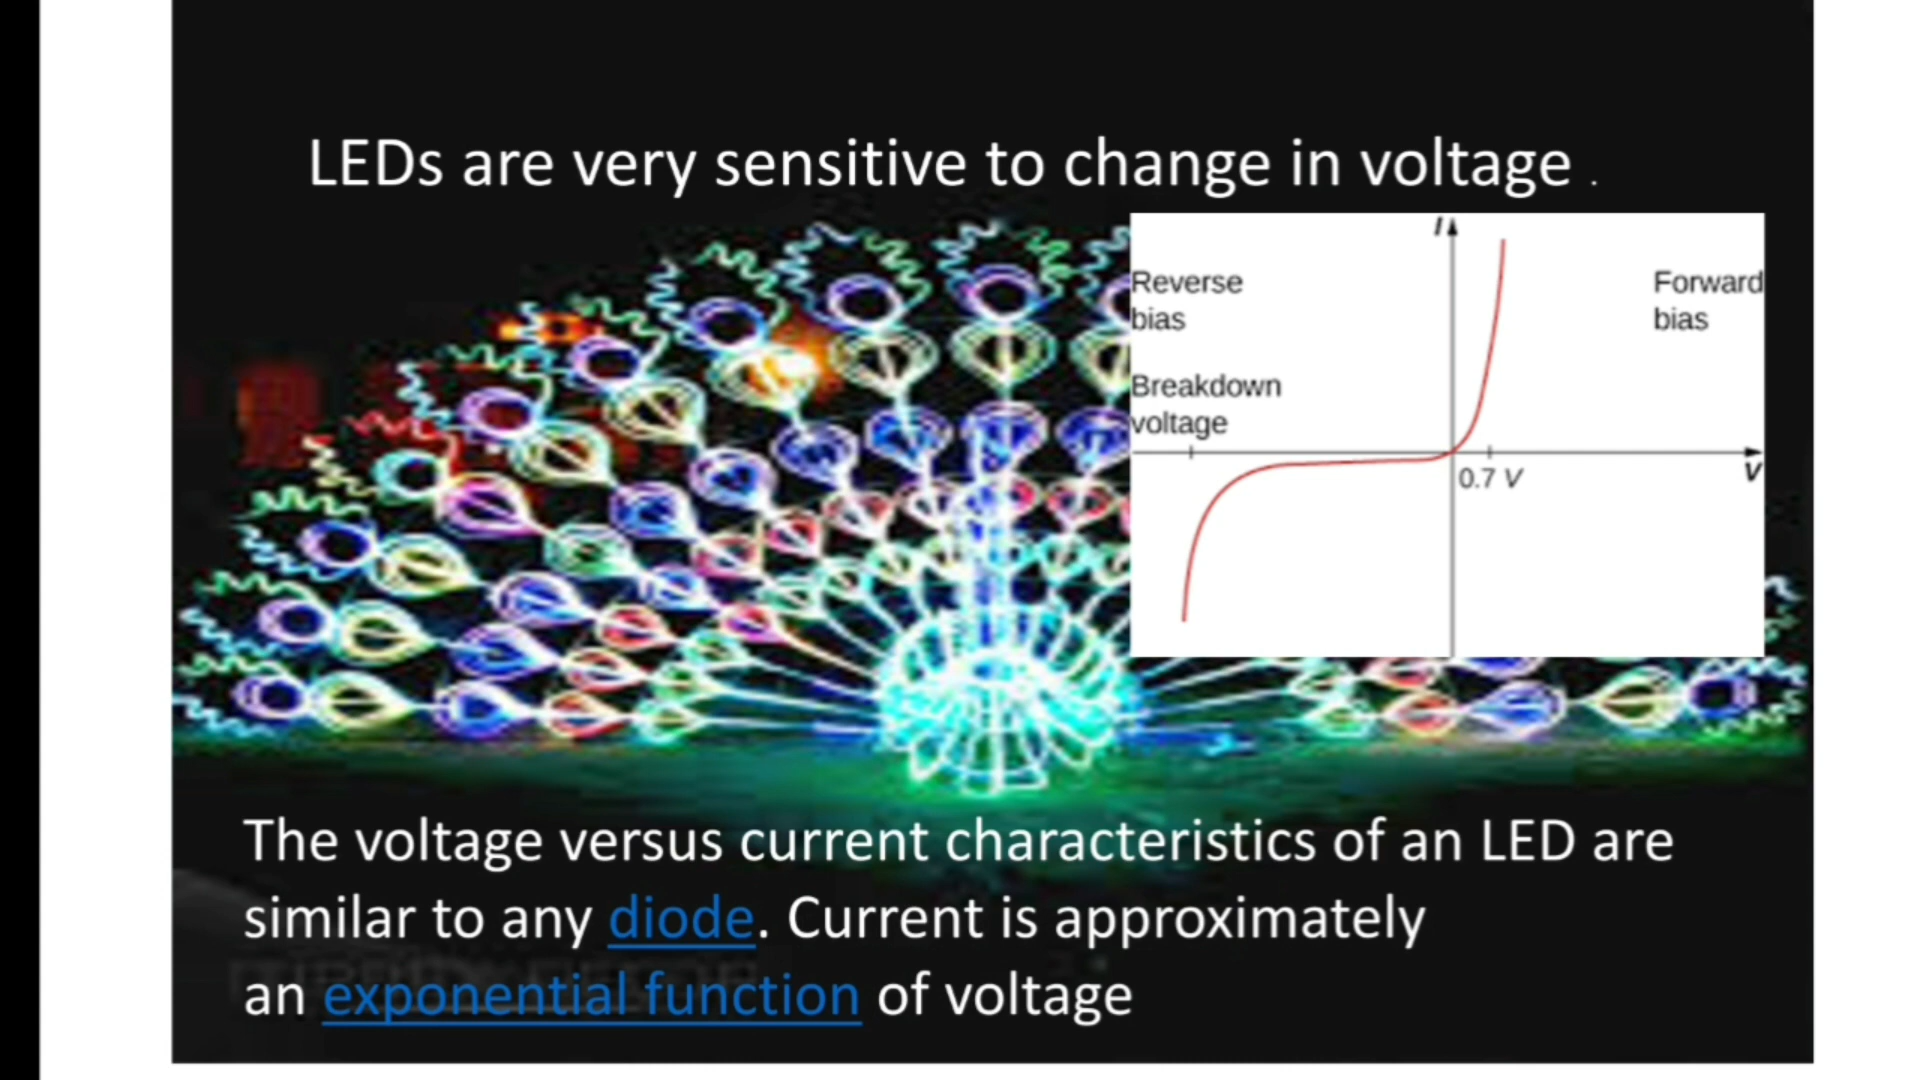 LEDs are very sensitive to change in voltage .
I
Reverse
bias
Forward
bias
Breakdown
voltage
0.7 V
V
The voltage versus current characteristics of an LED are
similar to any diode. Current is approximately
an exponential function of voltage